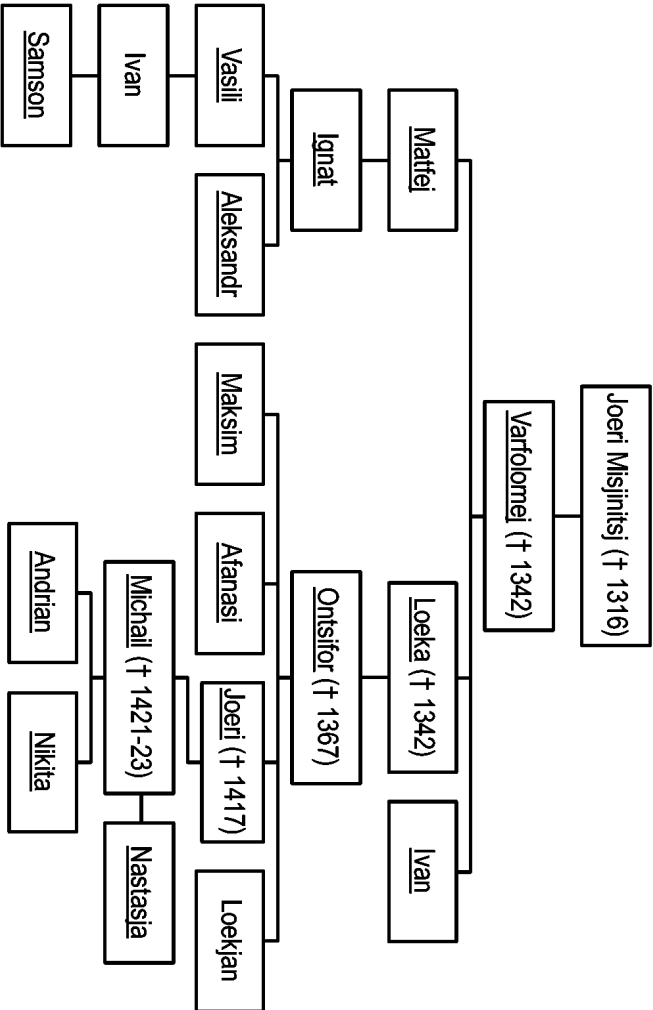 Joeri Misjinitsj († 1316)
Varfolomej († 1342)
Matfej
Loeka († 1342)
Ivan
Ignat
Ontsifor († 1367)
Vasili
Aleksandr
Maksim
Afanasi
Joeri († 1417)
Loekjan
Ivan
Michail († 1421-23)
Nastasja
Samson
Andrian
Nikita